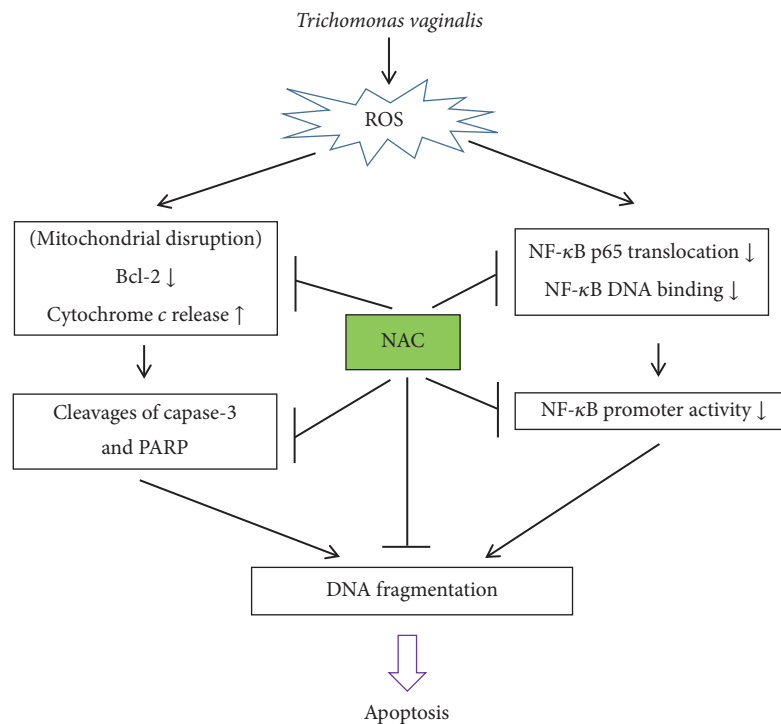 Trichomonas vaginalis
ROS
(Mitochondrial disruption)
Bcl-2 ↓
Cytochrome c release ↑
NF-κB p65 translocation ↓
NF-κB DNA binding ↓
NAC
Cleavages of capase-3
and PARP
NF-κB promoter activity ↓
DNA fragmentation
Apoptosis